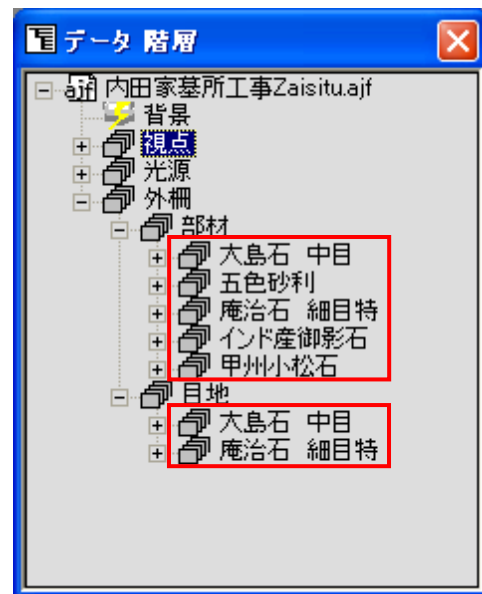 データ 階層
内田家墓所工事Zaisitu.ajf
背景
視点
光源
外柵
部材
大島石 中目
五色砂利
庵治石 細目特
インド産御影石
甲州小松石
目地
大島石 中目
庵治石 細目特